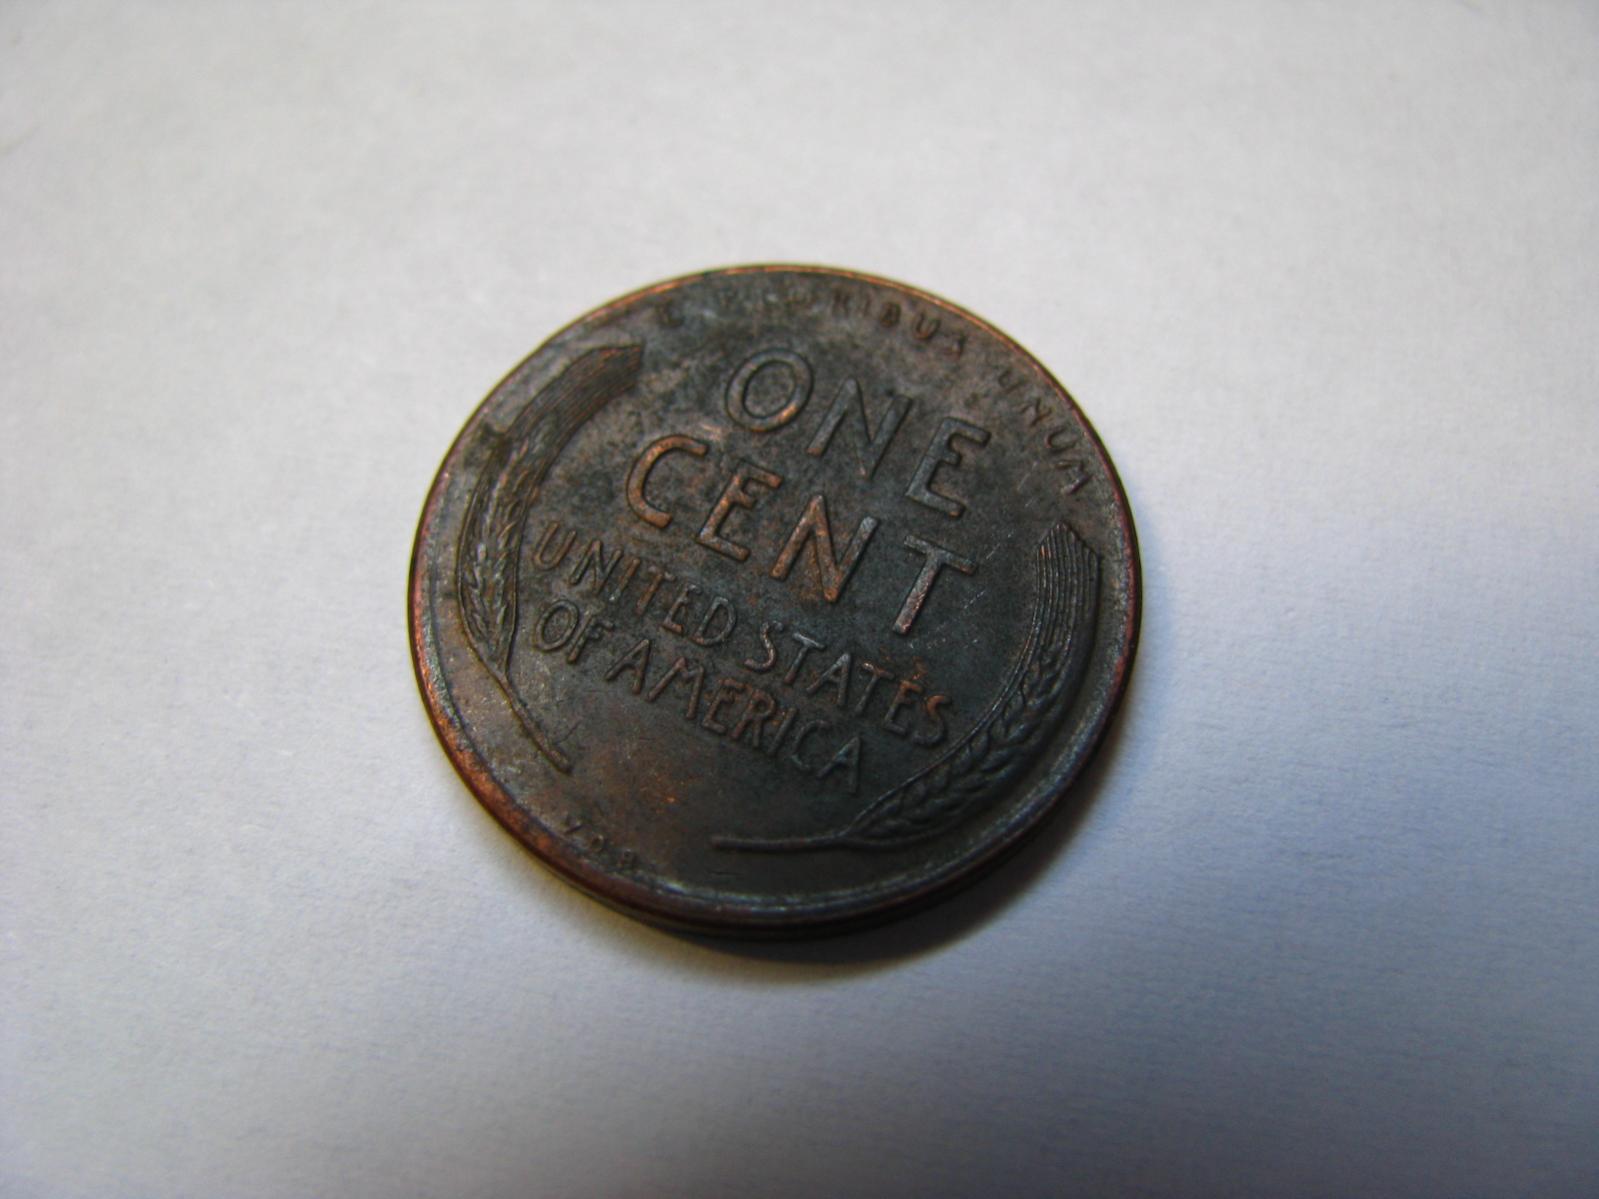 E PLURIBUS UNUM
ONE
CENT
UNITED STATES
OF AMERICA
V.D.B.